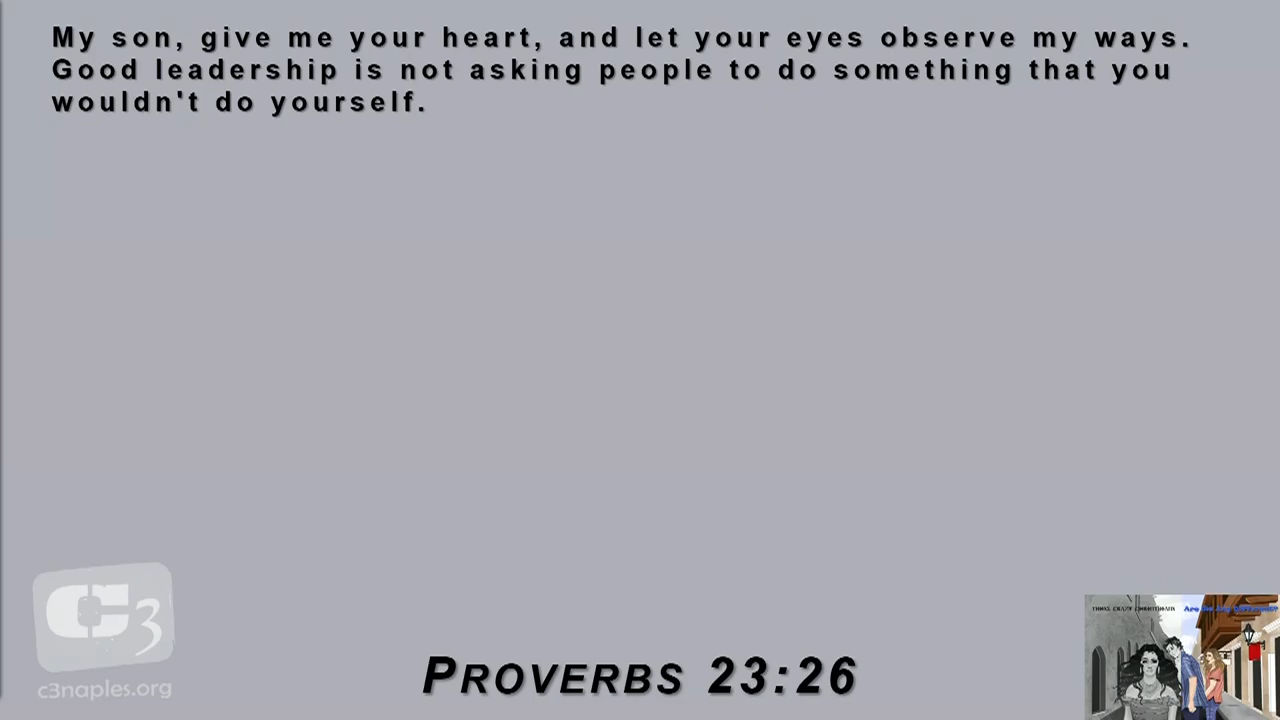 My son, give me your heart, and let your eyes observe my ways.
Good leadership is not asking people to do something that you
wouldn't do yourself.
C3
c3naples.org
PROVERBS 23:26